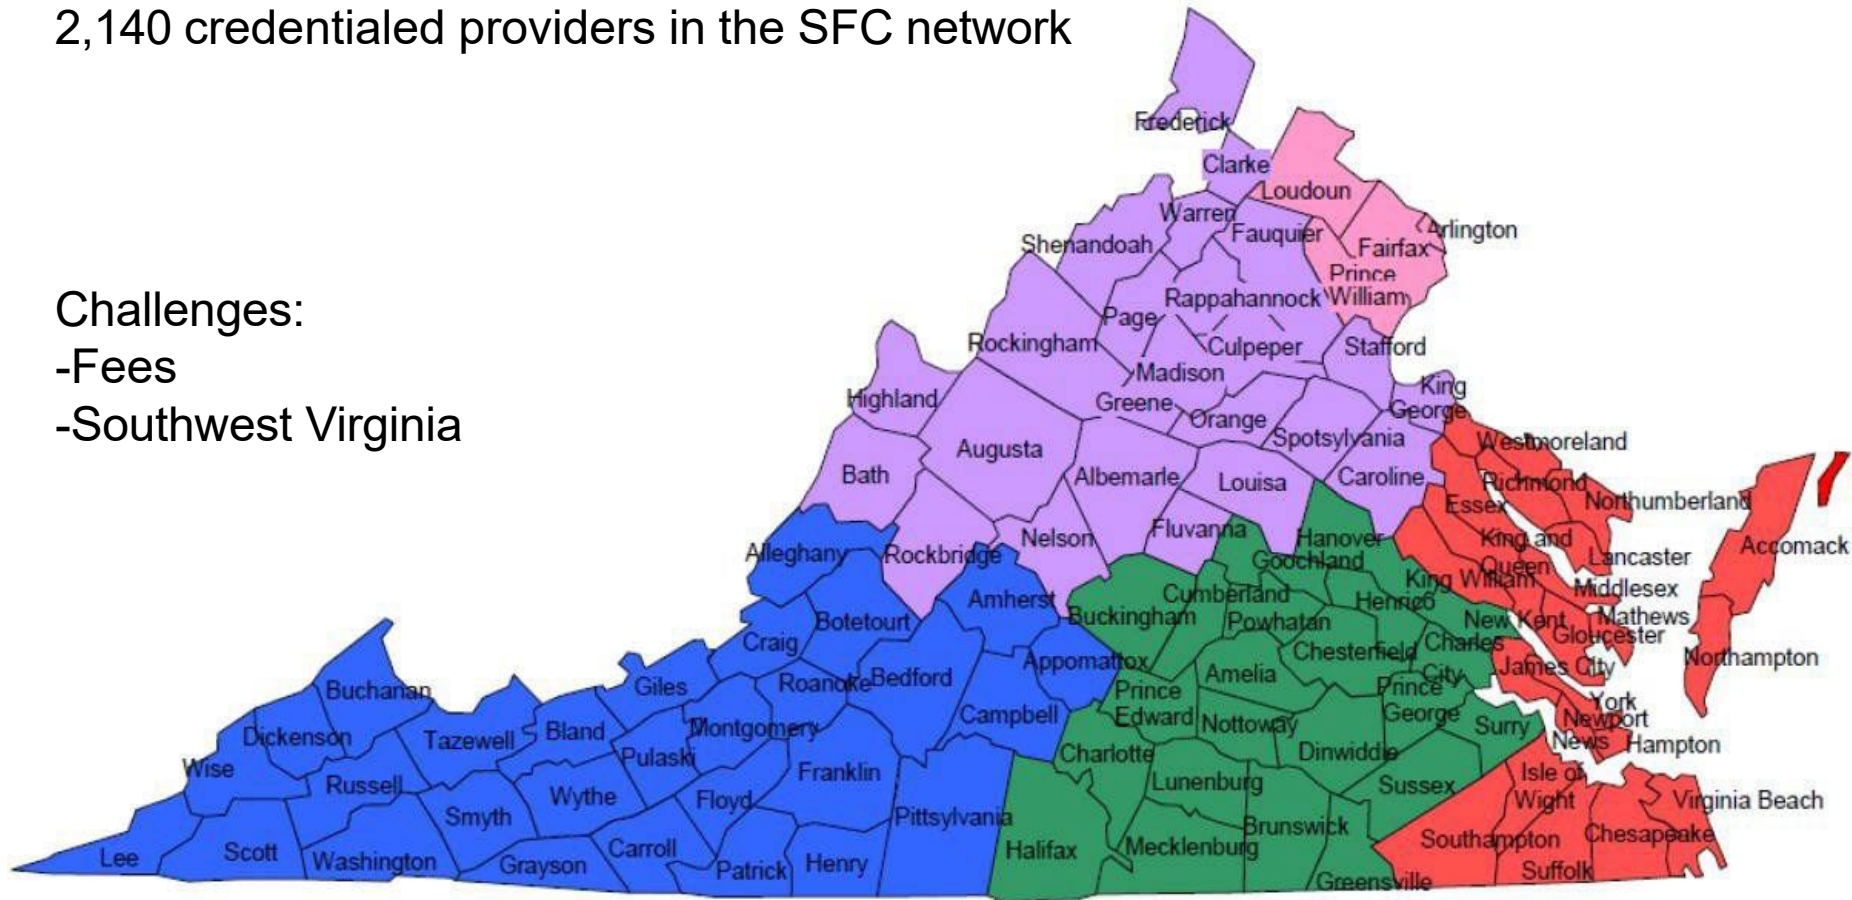 2,140 credentialed providers in the SFC network
Challenges:
-Fees
-Southwest Virginia
Frederick
Clarke
Loudoun
Warren
Fauquier
Arlington
Shenandoah
Fairfax
Prince
William
Rappahannock
Page
Rockingham
Culpeper
Stafford
Madison
King
George
Highland
Greene
Orange
Spotsylvania
Westmoreland
Augusta
Bath
Albemarle
Louisa
Caroline
Richmond
Northumberland
Essex
Fluvanna
Nelson
Hanover
King and
Queen
Accomack
Alleghany
Rockbridge
Goochland
Lancaster
King William
Middlesex
Cumberland
Henrico
Amherst
Buckingham
Powhatan
New Kent
Mathews
Gloucester
Botetourt
Craig
Charles
City
Chesterfield
Appomattox
James City
Northampton
Amelia
Bedford
Roanoke
Giles
Buchanan
Prince
Edward
Prince
George
York
Newport
News
Hampton
Campbell
Nottoway
Surry
Montgomery
Bland
Tazewell
Dickenson
Pulaski
Charlotte
Dinwiddie
Wise
Russell
Franklin
Lunenburg
Sussex
Isle of
Wight
Virginia Beach
Wythe
Floyd
Smyth
Pittsylvania
Brunswick
Southampton
Chesapeake
Lee
Scott
Washington
Grayson
Carroll
Patrick
Henry
Halifax
Mecklenburg
Greensville
Suffolk